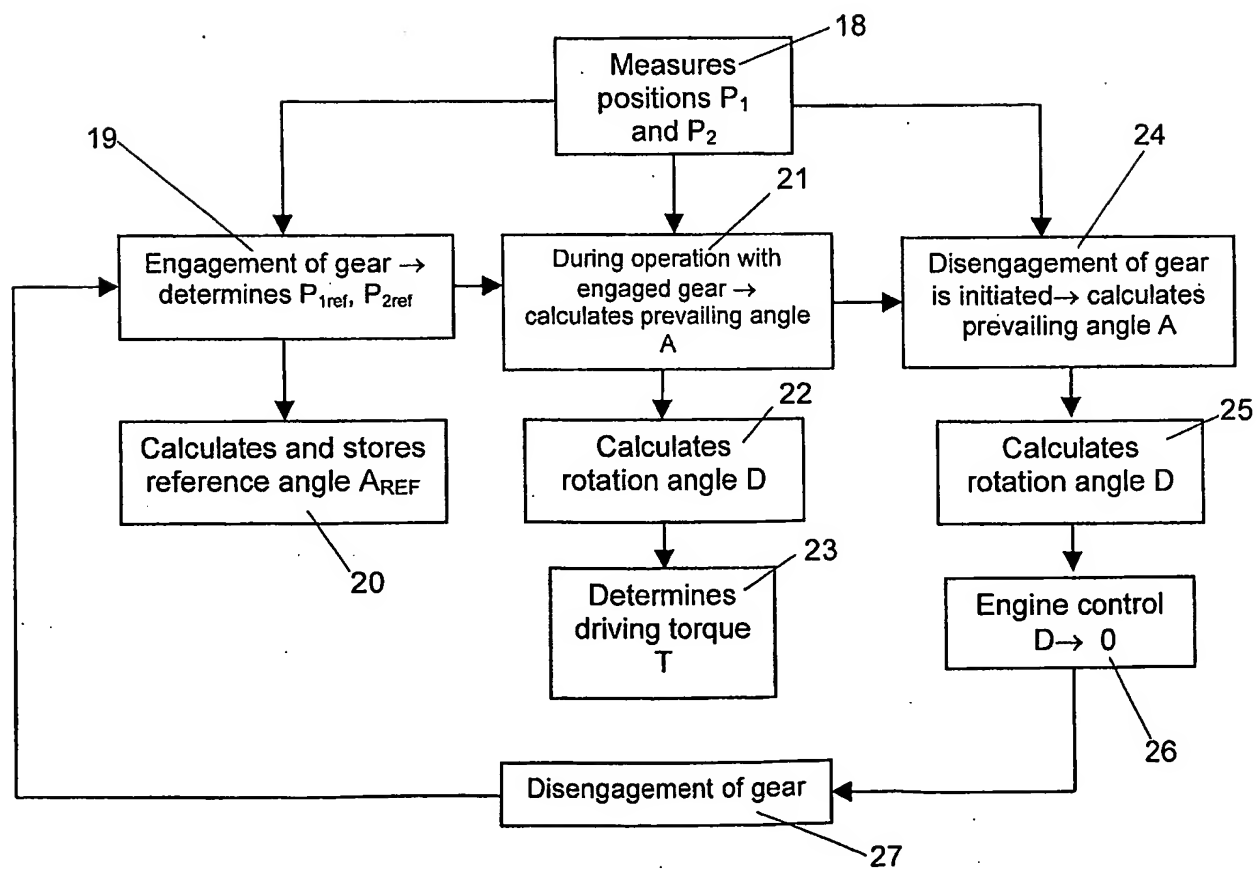 18
Measures
positions P₁
and P₂
19
Engagement of gear →
determines P₁ref, P₂ref
21
During operation with
engaged gear →
calculates prevailing angle
A
24
Disengagement of gear
is initiated→ calculates
prevailing angle A
Calculates and stores
reference angle AREF
20
22
Calculates
rotation angle D
25
Calculates
rotation angle D
23
Determines
driving torque
T
Engine control
D→ 0
26
Disengagement of gear
27